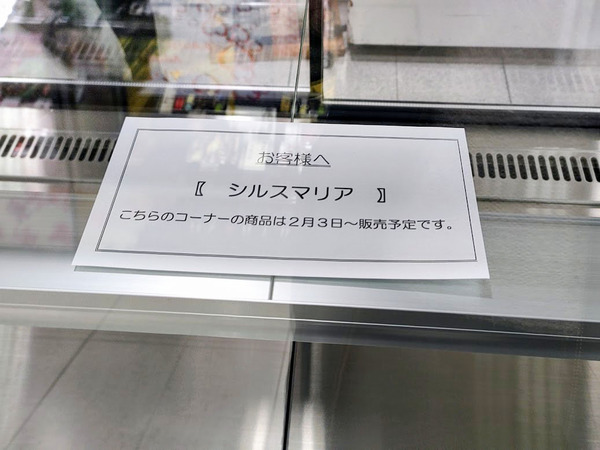 お客様へ
〖 シルスマリア 〗
こちらのコーナーの商品は２月３日～販売予定です。